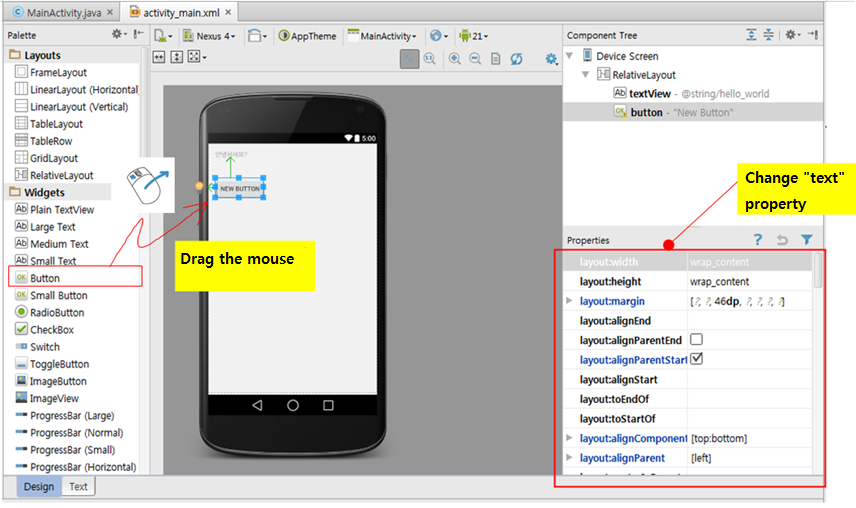 MainActivity.java
activity_main.xml
Palette
Nexus 4
AppTheme
MainActivity
21
Component Tree
Layouts
FrameLayout
LinearLayout (Horizontal)
LinearLayout (Vertical)
TableLayout
TableRow
GridLayout
RelativeLayout
Widgets
Plain TextView
Large Text
Medium Text
Small Text
OK Button
OK Small Button
RadioButton
CheckBox
Switch
ToggleButton
ImageButton
ImageView
ProgressBar (Large)
ProgressBar (Normal)
ProgressBar (Small)
ProgressBar (Horizontal)
Design
Text
5:00
NEW BUTTON
Drag the mouse
Device Screen
RelativeLayout
Ab textView - @string/hello_world
OK button - "New Button"
Change "text"
property
Properties
layout:width wrap_content
layout:height wrap_content
layout:margin [?, ?, 46dp, ?, ?, ?, ?]
layout:alignEnd
layout:alignParentEnd
layout:alignParentStart
layout:alignStart
layout:toEndOf
layout:toStartOf
layout:alignComponent [top:bottom]
layout:alignParent [left]